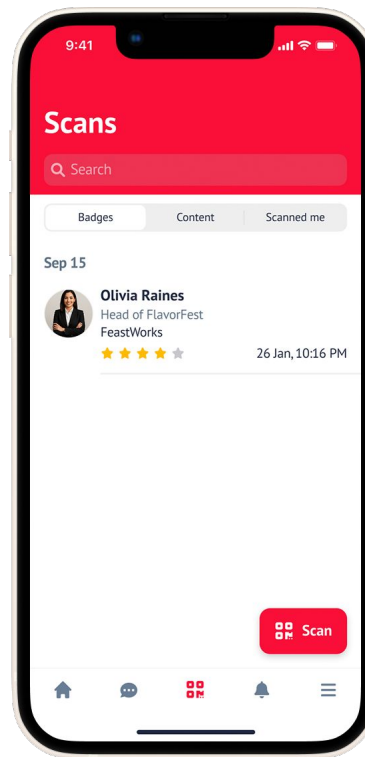 9:41
Scans
Search
Badges Content Scanned me
Sep 15
Olivia Raines
Head of FlavorFest
FeastWorks
26 Jan, 10:16 PM
Scan